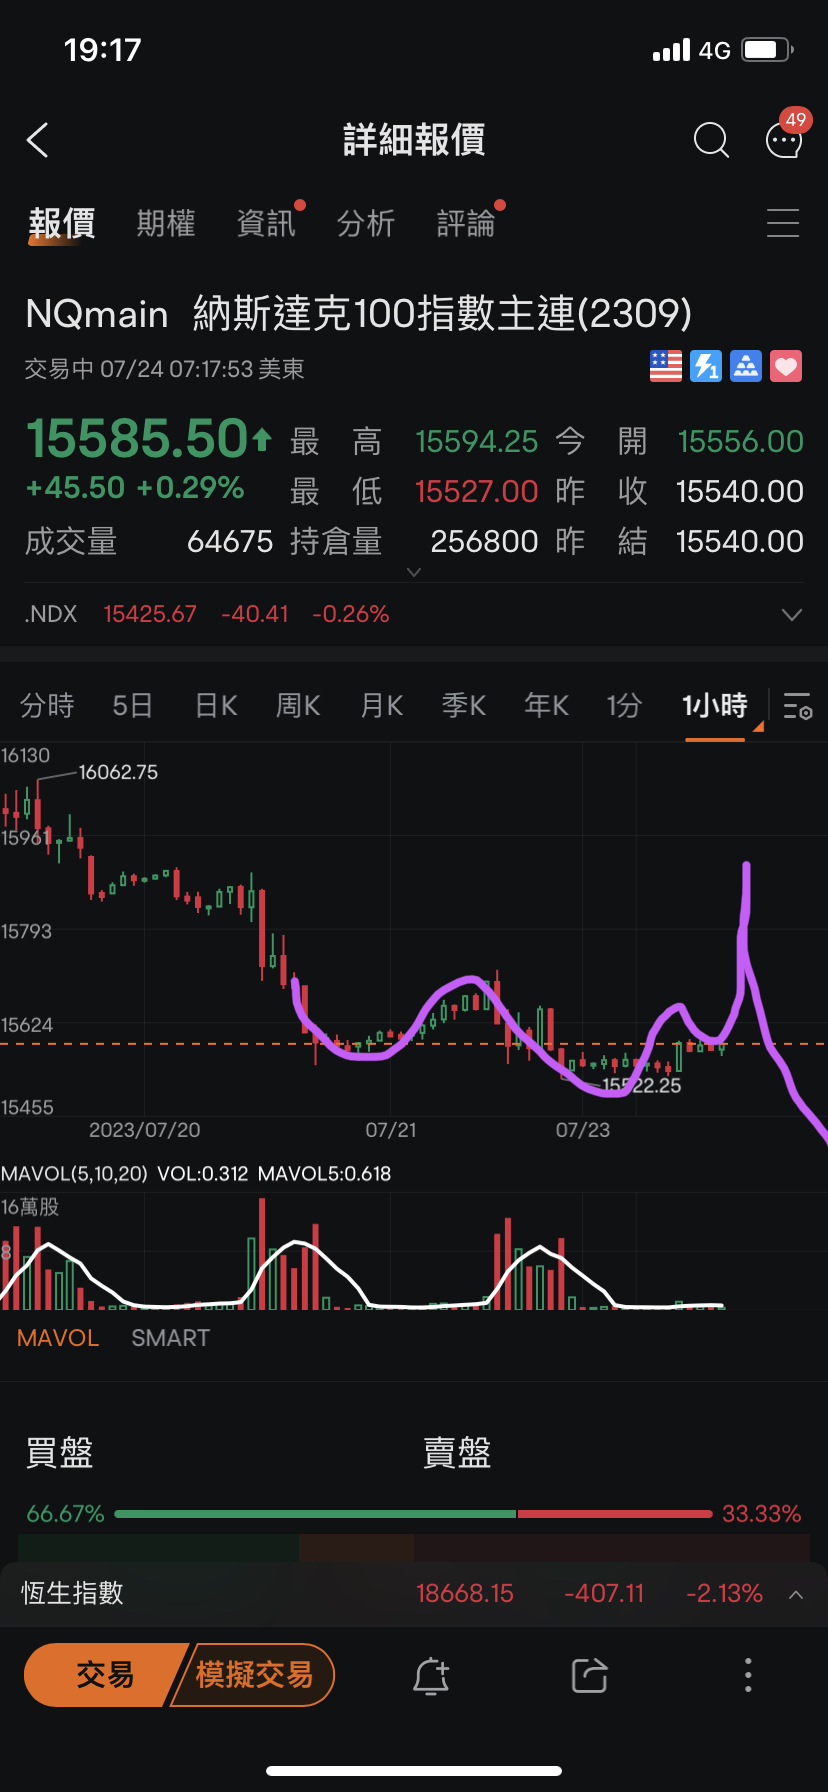 19:17 4G
詳細報價 49
報價 期權 資訊 分析 評論
NQmain 納斯達克100指數主連(2309)
交易中 07/24 07:17:53 美東 1
15585.50 最高 15594.25 今開 15556.00
+45.50 +0.29% 最低 15527.00 昨收 15540.00
成交量 64675 持倉量 256800 昨結 15540.00
.NDX 15425.67 -40.41 -0.26%
分時 5日 日K 周K 月K 季K 年K 1分 1小時
16130
16062.75
15961
15793
15624
15522.25
15455
2023/07/20 07/21 07/23
MAVOL(5,10,20) VOL:0.312 MAVOL5:0.618
16萬股
8
MAVOL SMART
買盤 賣盤
66.67% 33.33%
恆生指數 18668.15 -407.11 -2.13%
交易 模擬交易